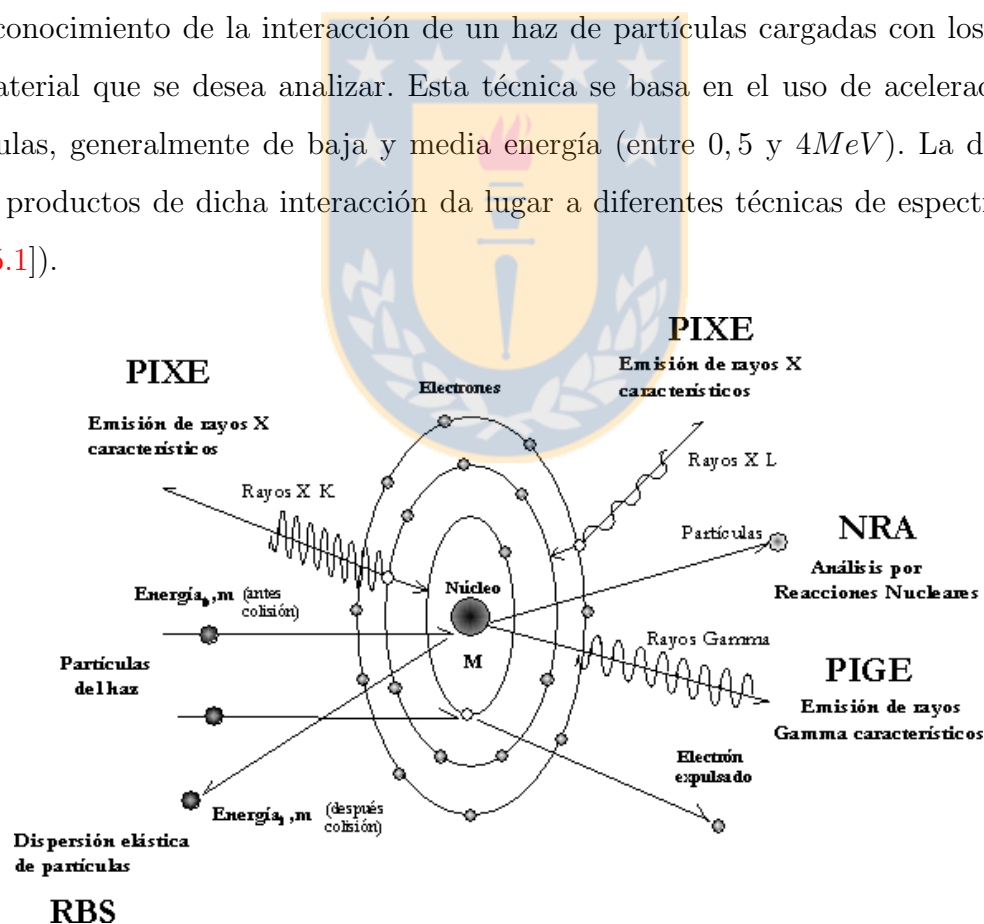 conocimiento de la interacción de un haz de partículas cargadas con los
aterial que se desea analizar. Esta técnica se basa en el uso de acelerad
ulas, generalmente de baja y media energía (entre 0, 5 y 4MeV). La d
productos de dicha interacción da lugar a diferentes técnicas de espect
5.1]).
PIXE
Emisión de rayos X
característicos
PIXE
Emisión de rayos X
característicos
Electrones
Rayos X L
Rayos X K
Partículas
NRA
Análisis por
Reacciones Nucleares
Núcleo
Energía₀,m (antes
colisión)
Rayos Gamma
Partículas
del haz
M
PIGE
Emisión de rayos
Gamma característicos
Electrón
expulsado
Energía₁,m (después
colisión)
Dispersión elástica
de partículas
RBS